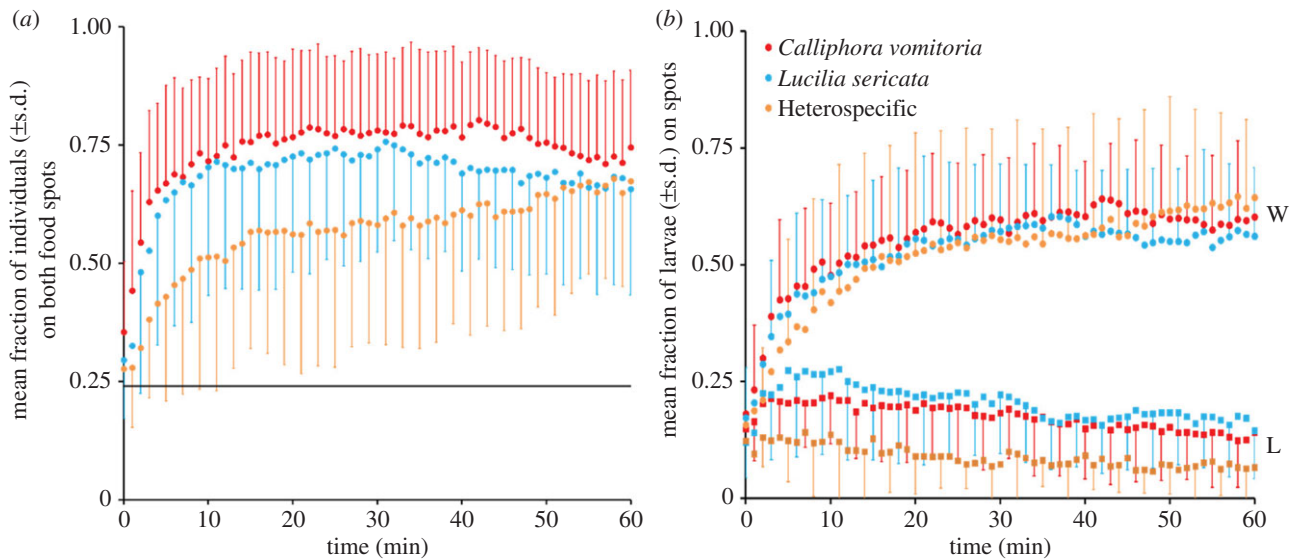 (a)
1.00
0.75
0.50
0.25
0
mean fraction of individuals (±s.d.)
on both food spots
0 10 20 30 40 50 60
time (min)
(b)
1.00
0.75
0.50
0.25
0
mean fraction of larvae (±s.d.) on spots
Calliphora vomitoria
Lucilia sericata
Heterospecific
W
L
0 10 20 30 40 50 60
time (min)